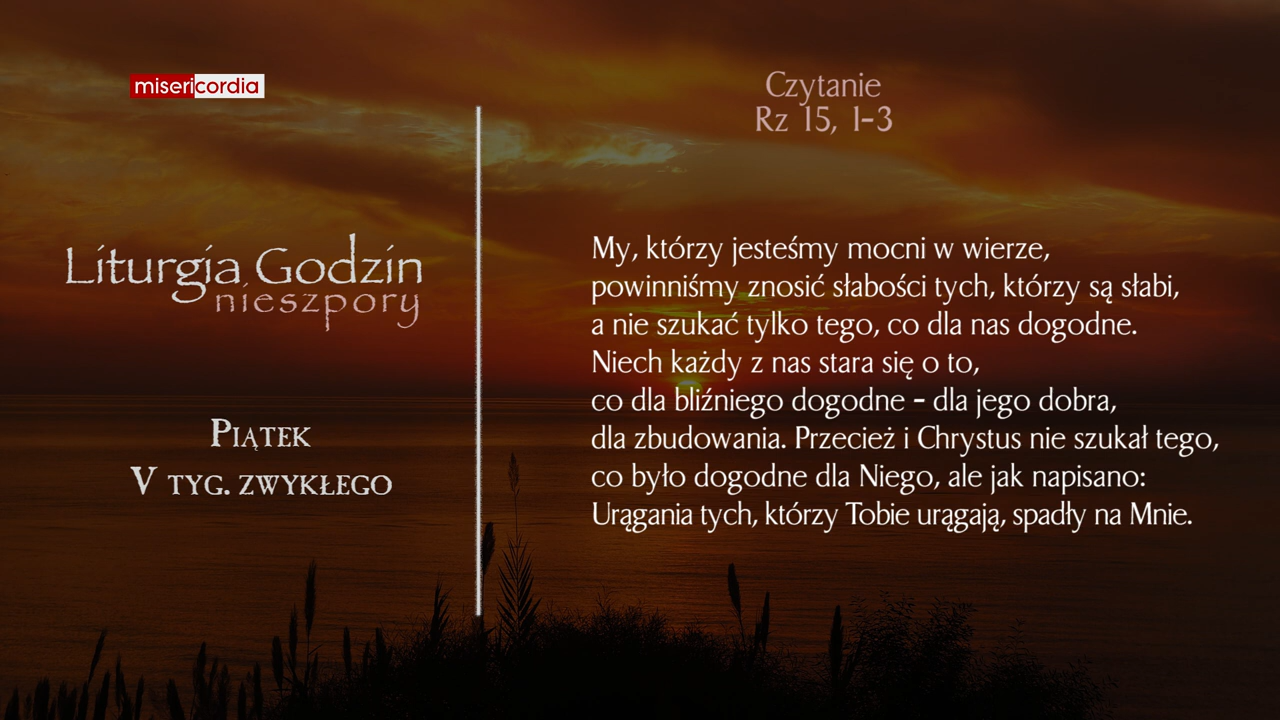 misericordia
Liturgia Godzin
nieszpory
Piątek
V tyg. zwykłego
Czytanie
Rz 15, 1-3
My, którzy jesteśmy mocni w wierze,
powinniśmy znosić słabości tych, którzy są słabi,
a nie szukać tylko tego, co dla nas dogodne.
Niech każdy z nas stara się o to,
co dla bliźniego dogodne - dla jego dobra,
dla zbudowania. Przecież i Chrystus nie szukał tego,
co było dogodne dla Niego, ale jak napisano:
Urągania tych, którzy Tobie urągają, spadły na Mnie.